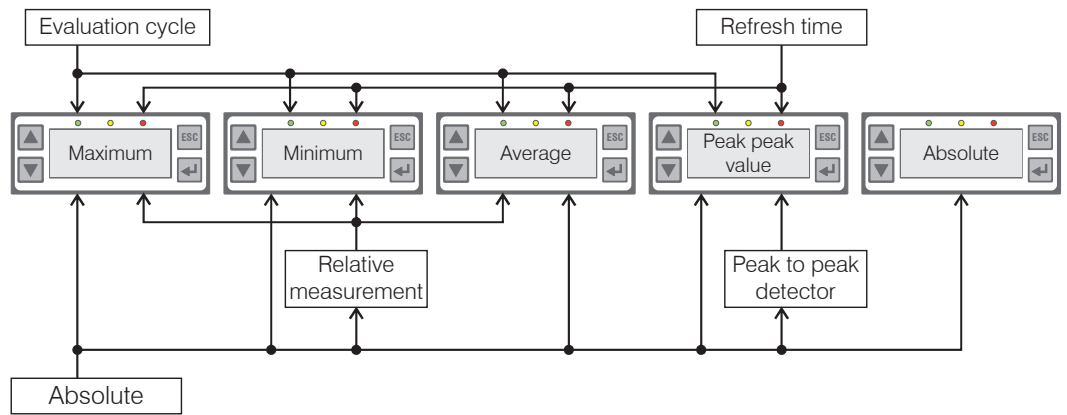 Evaluation cycle
Refresh time
ESC
Maximum
ESC
Minimum
ESC
Average
ESC
Peak peak
value
ESC
Absolute
Relative
measurement
Peak to peak
detector
Absolute